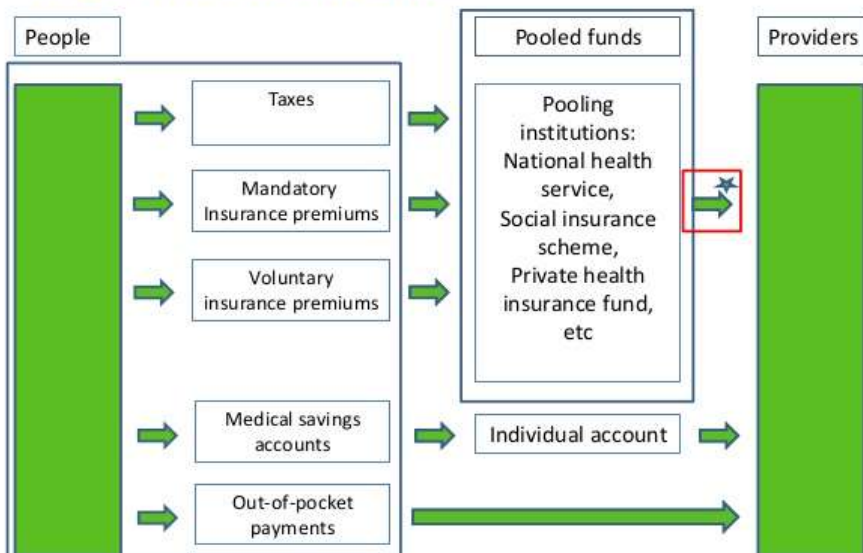 People
Pooled funds
Providers
Taxes
Mandatory
Insurance premiums
Voluntary
insurance premiums
Medical savings
accounts
Out-of-pocket
payments
Pooling
institutions:
National health
service,
Social insurance
scheme,
Private health
insurance fund,
etc
Individual account